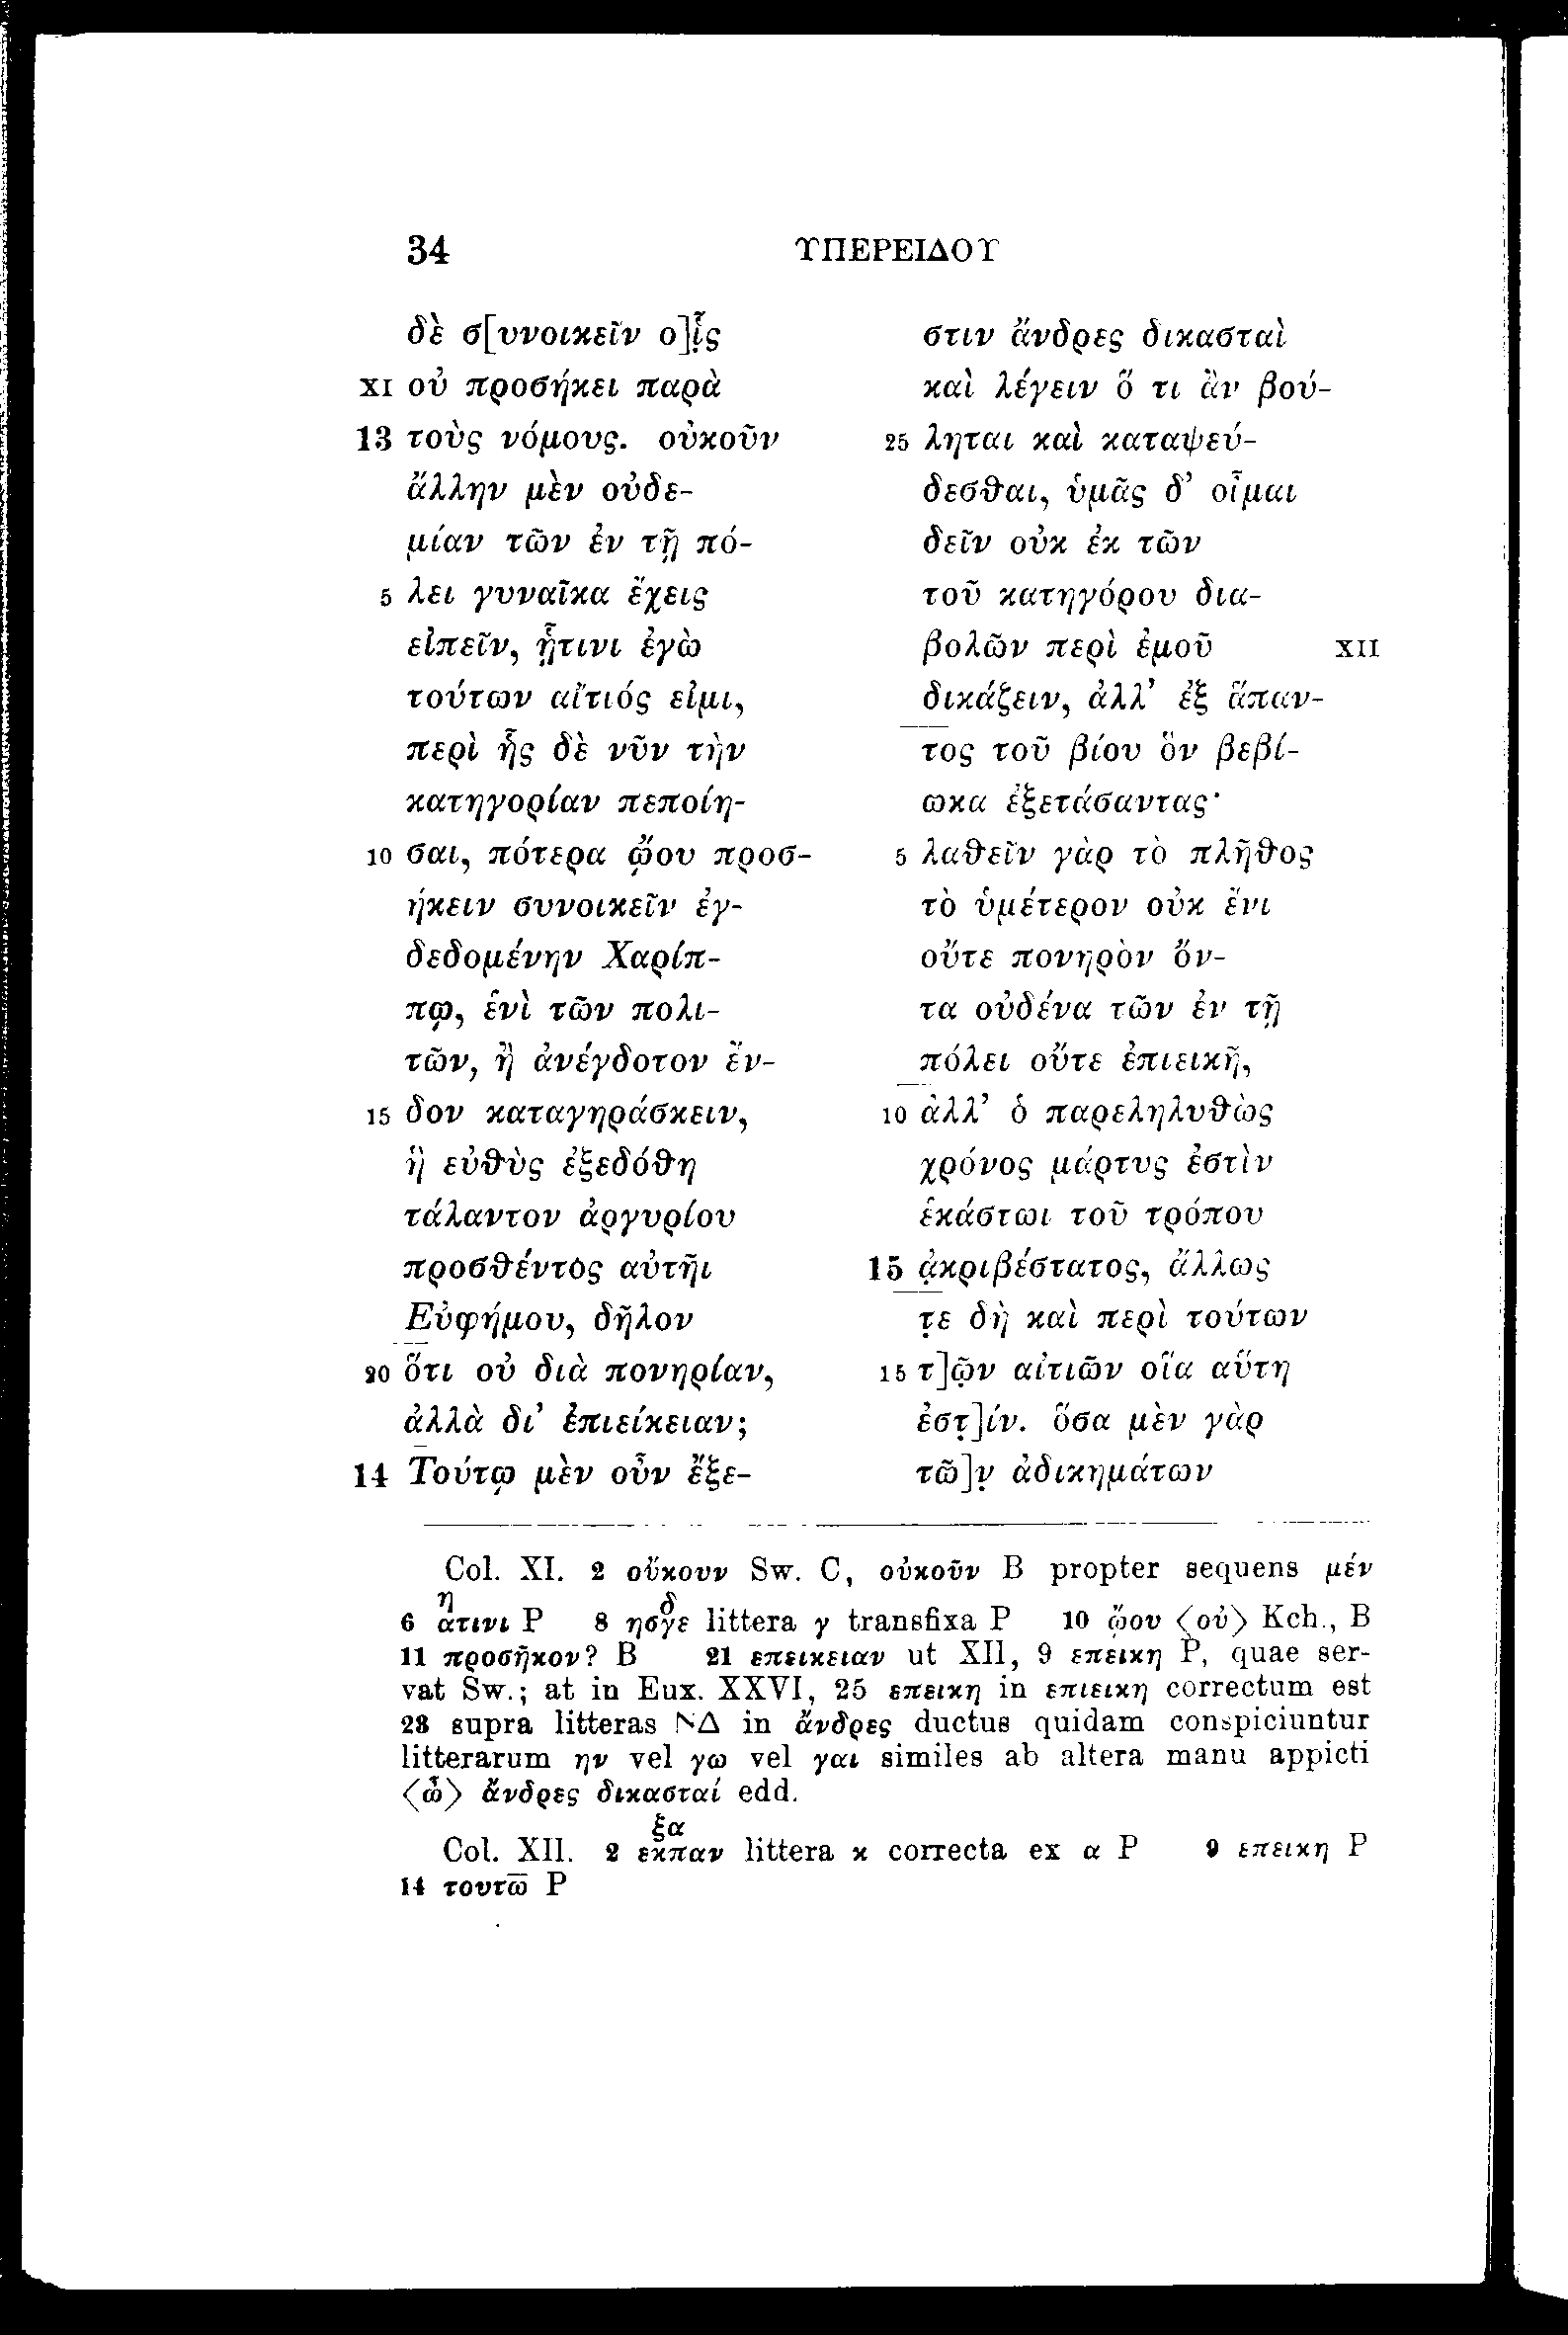 34 ΥΠΕΡΕΙΔΟΥ
δὲ σ[υνοικεῖν ο]ἷς
XI οὐ προσήκει παρὰ
13 τοὺς νόμους. οὐκοῦν
ἄλλην μὲν οὐδε-
μίαν τῶν ἐν τῇ πό-
5 λει γυναῖκα ἔχεις
εἰπεῖν, ᾗτινι ἐγὼ
τούτων αἴτιός εἰμι,
περὶ ἧς δὲ νῦν τὴν
κατηγορίαν πεποίη-
10 σαι, πότερα ᾤου προσ-
ήκειν συνοικεῖν ἐγ-
δεδομένην Χαρίπ-
πῳ, ἑνὶ τῶν πολι-
τῶν, ἢ ἀνέγδοτον ἔν-
15 δον καταγηράσκειν,
ἣ εὐθὺς ἐξεδόθη
τάλαντον ἀργυρίου
προσθέντος αὐτῆι
Εὐφήμου, δῆλον
20 ὅτι οὐ διὰ πονηρίαν,
ἀλλὰ δι’ ἐπιείκειαν;
14 Τούτῳ μὲν οὖν ἔξε-
στιν ἄνδρες δικασταὶ
καὶ λέγειν ὅ τι ἂν βού-
25 ληται καὶ καταψεύ-
δεσθαι, ὑμᾶς δ’ οἶμαι
δεῖν οὐκ ἐκ τῶν
τοῦ κατηγόρου δια-
βολῶν περὶ ἐμοῦ XII
δικάζειν, ἀλλ’ ἐξ ἅπαν-
τος τοῦ βίου ὃν βεβί-
ωκα ἐξετάσαντας·
5 λαθεῖν γὰρ τὸ πλῆθος
τὸ ὑμέτερον οὐκ ἔνι
οὔτε πονηρὸν ὄν-
τα οὐδένα τῶν ἐν τῇ
πόλει οὔτε ἐπιεικῆ,
10 ἀλλ’ ὁ παρεληλυθὼς
χρόνος μάρτυς ἐστὶν
ἑκάστωι τοῦ τρόπου
15 ἀ̣κριβέστατος, ἄλλως
τ̣ε δὴ καὶ περὶ τούτων
15 τ]ῶ̣ν αἰτιῶν οἵα αὕτη
ἐστ̣]ίν. ὅσα μὲν γὰρ
τῶ]ν̣ ἀδικημάτων
Col. XI. 2 οὔκουν Sw. C, οὐκοῦν B propter sequens μέν
η δ
6 ατινι P 8 ησγε littera γ transfixa P 10 ᾤου ⟨οὐ⟩ Kch., B
11 προσῆκον? B 21 επεικειαν ut XII, 9 επεικη P, quae ser-
vat Sw.; at in Eux. XXVI, 25 επεικη in επιεικη correctum est
23 supra litteras ΝΔ in ἄνδρες ductus quidam conspiciuntur
litterarum ην vel γω vel γαι similes ab altera manu appicti
⟨ὦ⟩ ἄνδρες δικασταί edd.
ξα
Col. XII. 2 εκπαν littera κ correcta ex α P 9 επεικη P
14 τουτω̅ P